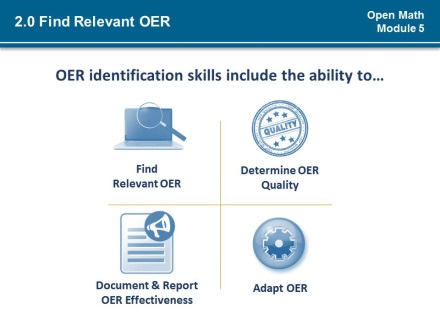 2.0 Find Relevant OER
Open Math
Module 5
OER identification skills include the ability to…
Find
Relevant OER
QUALITY
Determine OER
Quality
Document & Report
OER Effectiveness
Adapt OER